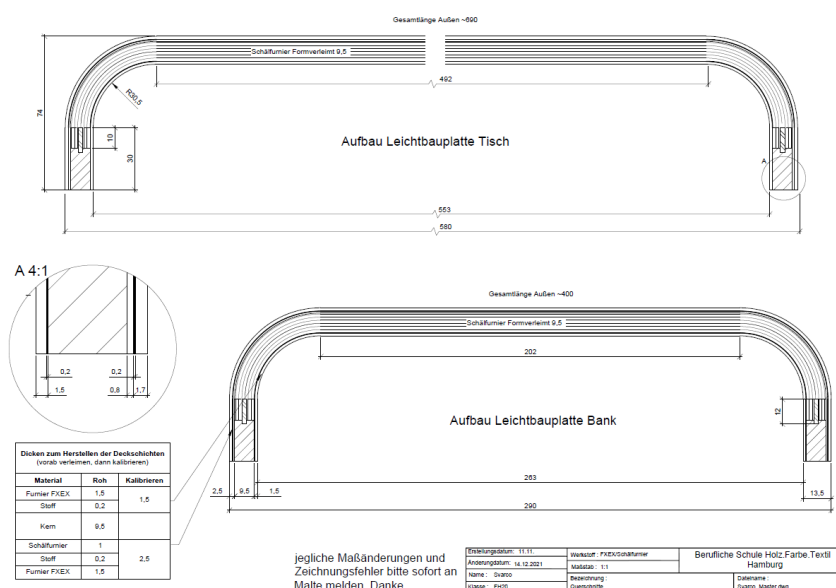 Gesamtlänge Außen ~690
Schälfurnier Formverleimt 9,5
492
R30,5
74
10
30
Aufbau Leichtbauplatte Tisch
A
553
580
A 4:1
0,2
0,2
1,5
0,8
1,7
Gesamtlänge Außen ~400
Schälfurnier Formverleimt 9,5
202
12
Aufbau Leichtbauplatte Bank
263
2,5
9,5
1,5
13,5
290
Dicken zum Herstellen der Deckschichten
(vorab verleimen, dann kalibrieren)
Material Roh Kalibrieren
Furnier FXEX 1,5 1,5
Stoff 0,2
Kern 9,5
Schälfurnier 1 2,5
Stoff 0,2
Furnier FXEX 1,5
jegliche Maßänderungen und
Zeichnungsfehler bitte sofort an
Malte melden. Danke
Erstellungsdatum: 11.11.
Änderungsdatum: 14.12.2021
Name: Svarco
Klasse: FH20
Werkstoff: FXEX/Schälfurnier
Maßstab: 1:1
Bezeichnung:
Querschnitte
Berufliche Schule Holz.Farbe.Textil
Hamburg
Dateiname:
Svarco_Master.dwg